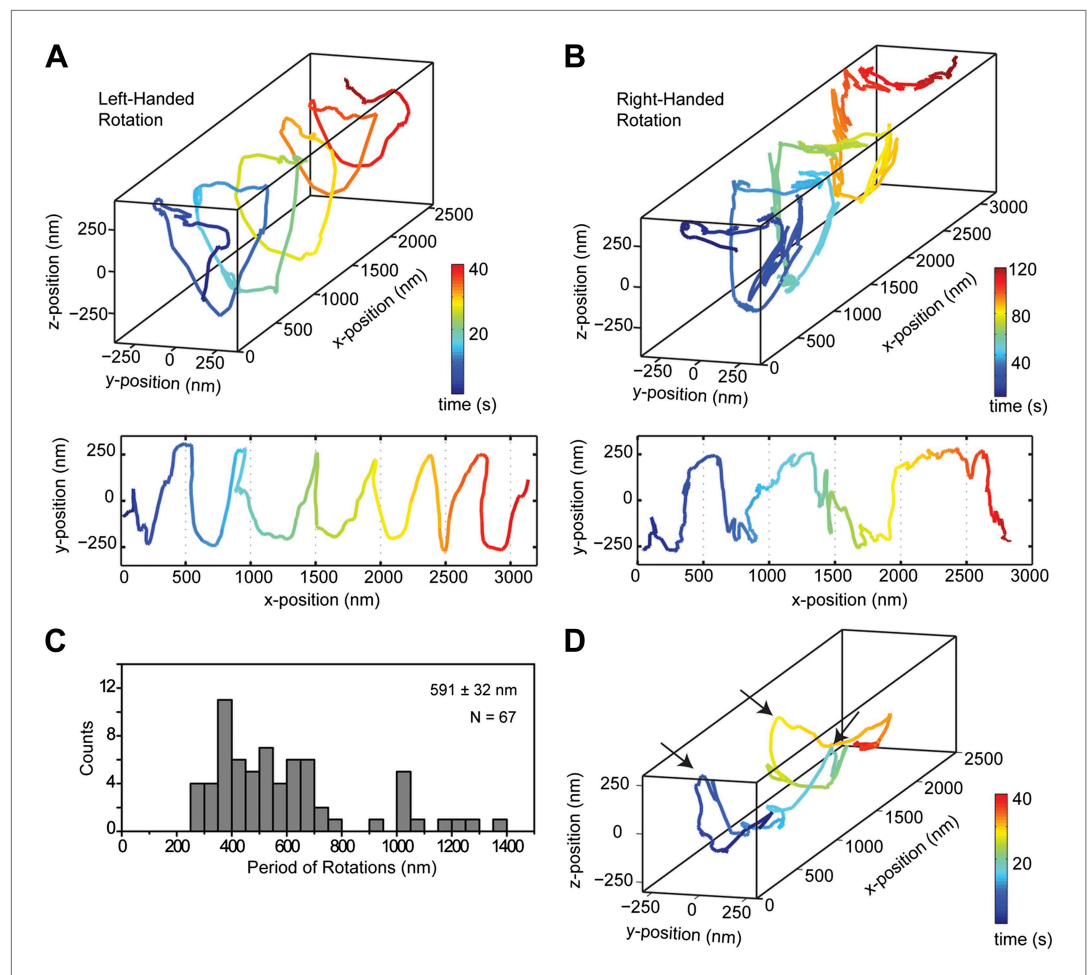 A
Left-Handed
Rotation
250
0
−250
z-position (nm)
−250
0
250
y-position (nm)
0
500
1000
1500
2000
2500
x-position (nm)
40
20
time (s)
250
0
−250
y-position (nm)
0 500 1000 1500 2000 2500 3000
x-position (nm)
B
Right-Handed
Rotation
250
0
−250
z-position (nm)
−250
0
250
y-position (nm)
0
500
1000
1500
2000
2500
3000
x-position (nm)
120
80
40
time (s)
250
0
−250
y-position (nm)
0 500 1000 1500 2000 2500 3000
x-position (nm)
C
591 ± 32 nm
N = 67
12
8
4
0
Counts
200 400 600 800 1000 1200 1400
Period of Rotations (nm)
D
250
0
−250
z-position (nm)
−250
0
250
y-position (nm)
0
500
1000
1500
2000
2500
x-position (nm)
40
20
time (s)